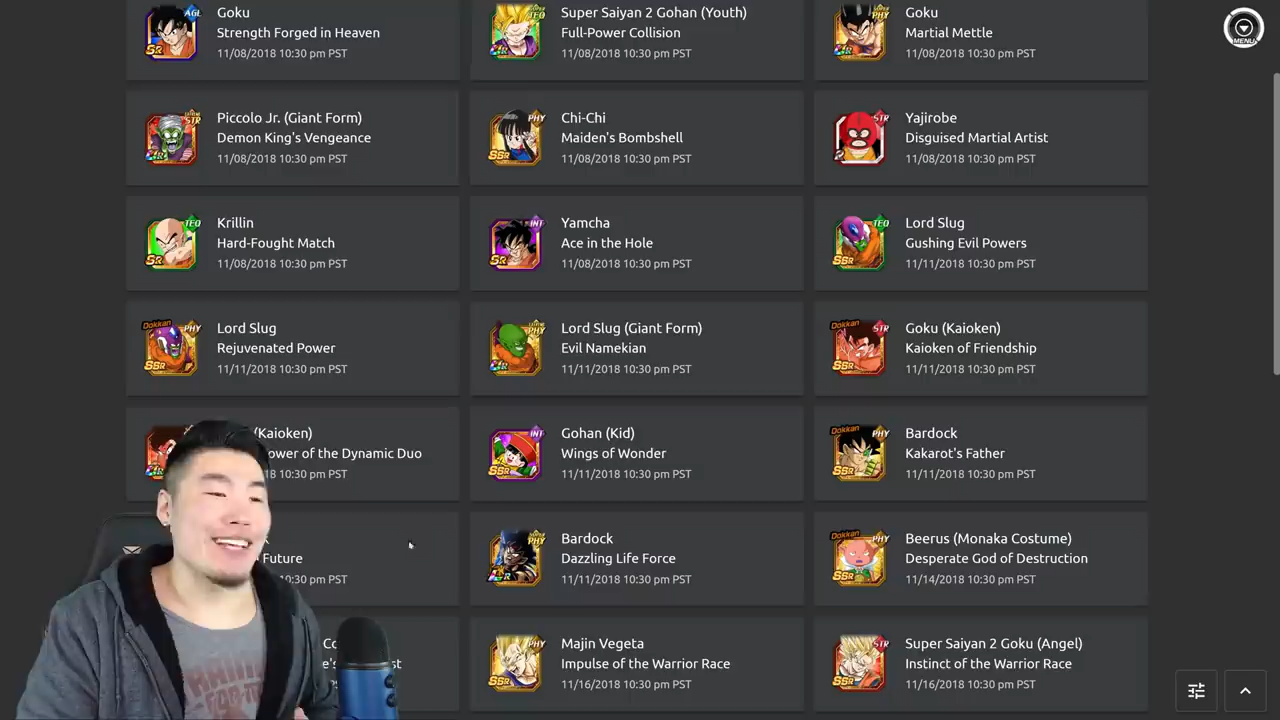 Goku
Strength Forged in Heaven
11/08/2018 10:30 pm PST
Super Saiyan 2 Gohan (Youth)
Full-Power Collision
11/08/2018 10:30 pm PST
Goku
Martial Mettle
11/08/2018 10:30 pm PST
MENU
Piccolo Jr. (Giant Form)
Demon King's Vengeance
11/08/2018 10:30 pm PST
Chi-Chi
Maiden's Bombshell
11/08/2018 10:30 pm PST
Yajirobe
Disguised Martial Artist
11/08/2018 10:30 pm PST
Krillin
Hard-Fought Match
11/08/2018 10:30 pm PST
Yamcha
Ace in the Hole
11/08/2018 10:30 pm PST
Lord Slug
Gushing Evil Powers
11/11/2018 10:30 pm PST
Lord Slug
Rejuvenated Power
11/11/2018 10:30 pm PST
Lord Slug (Giant Form)
Evil Namekian
11/11/2018 10:30 pm PST
Goku (Kaioken)
Kaioken of Friendship
11/11/2018 10:30 pm PST
(Kaioken)
ower of the Dynamic Duo
18 10:30 pm PST
Gohan (Kid)
Wings of Wonder
11/11/2018 10:30 pm PST
Bardock
Kakarot's Father
11/11/2018 10:30 pm PST
k
Future
10:30 pm PST
Bardock
Dazzling Life Force
11/11/2018 10:30 pm PST
Beerus (Monaka Costume)
Desperate God of Destruction
11/14/2018 10:30 pm PST
Majin Vegeta
Impulse of the Warrior Race
11/16/2018 10:30 pm PST
Super Saiyan 2 Goku (Angel)
Instinct of the Warrior Race
11/16/2018 10:30 pm PST